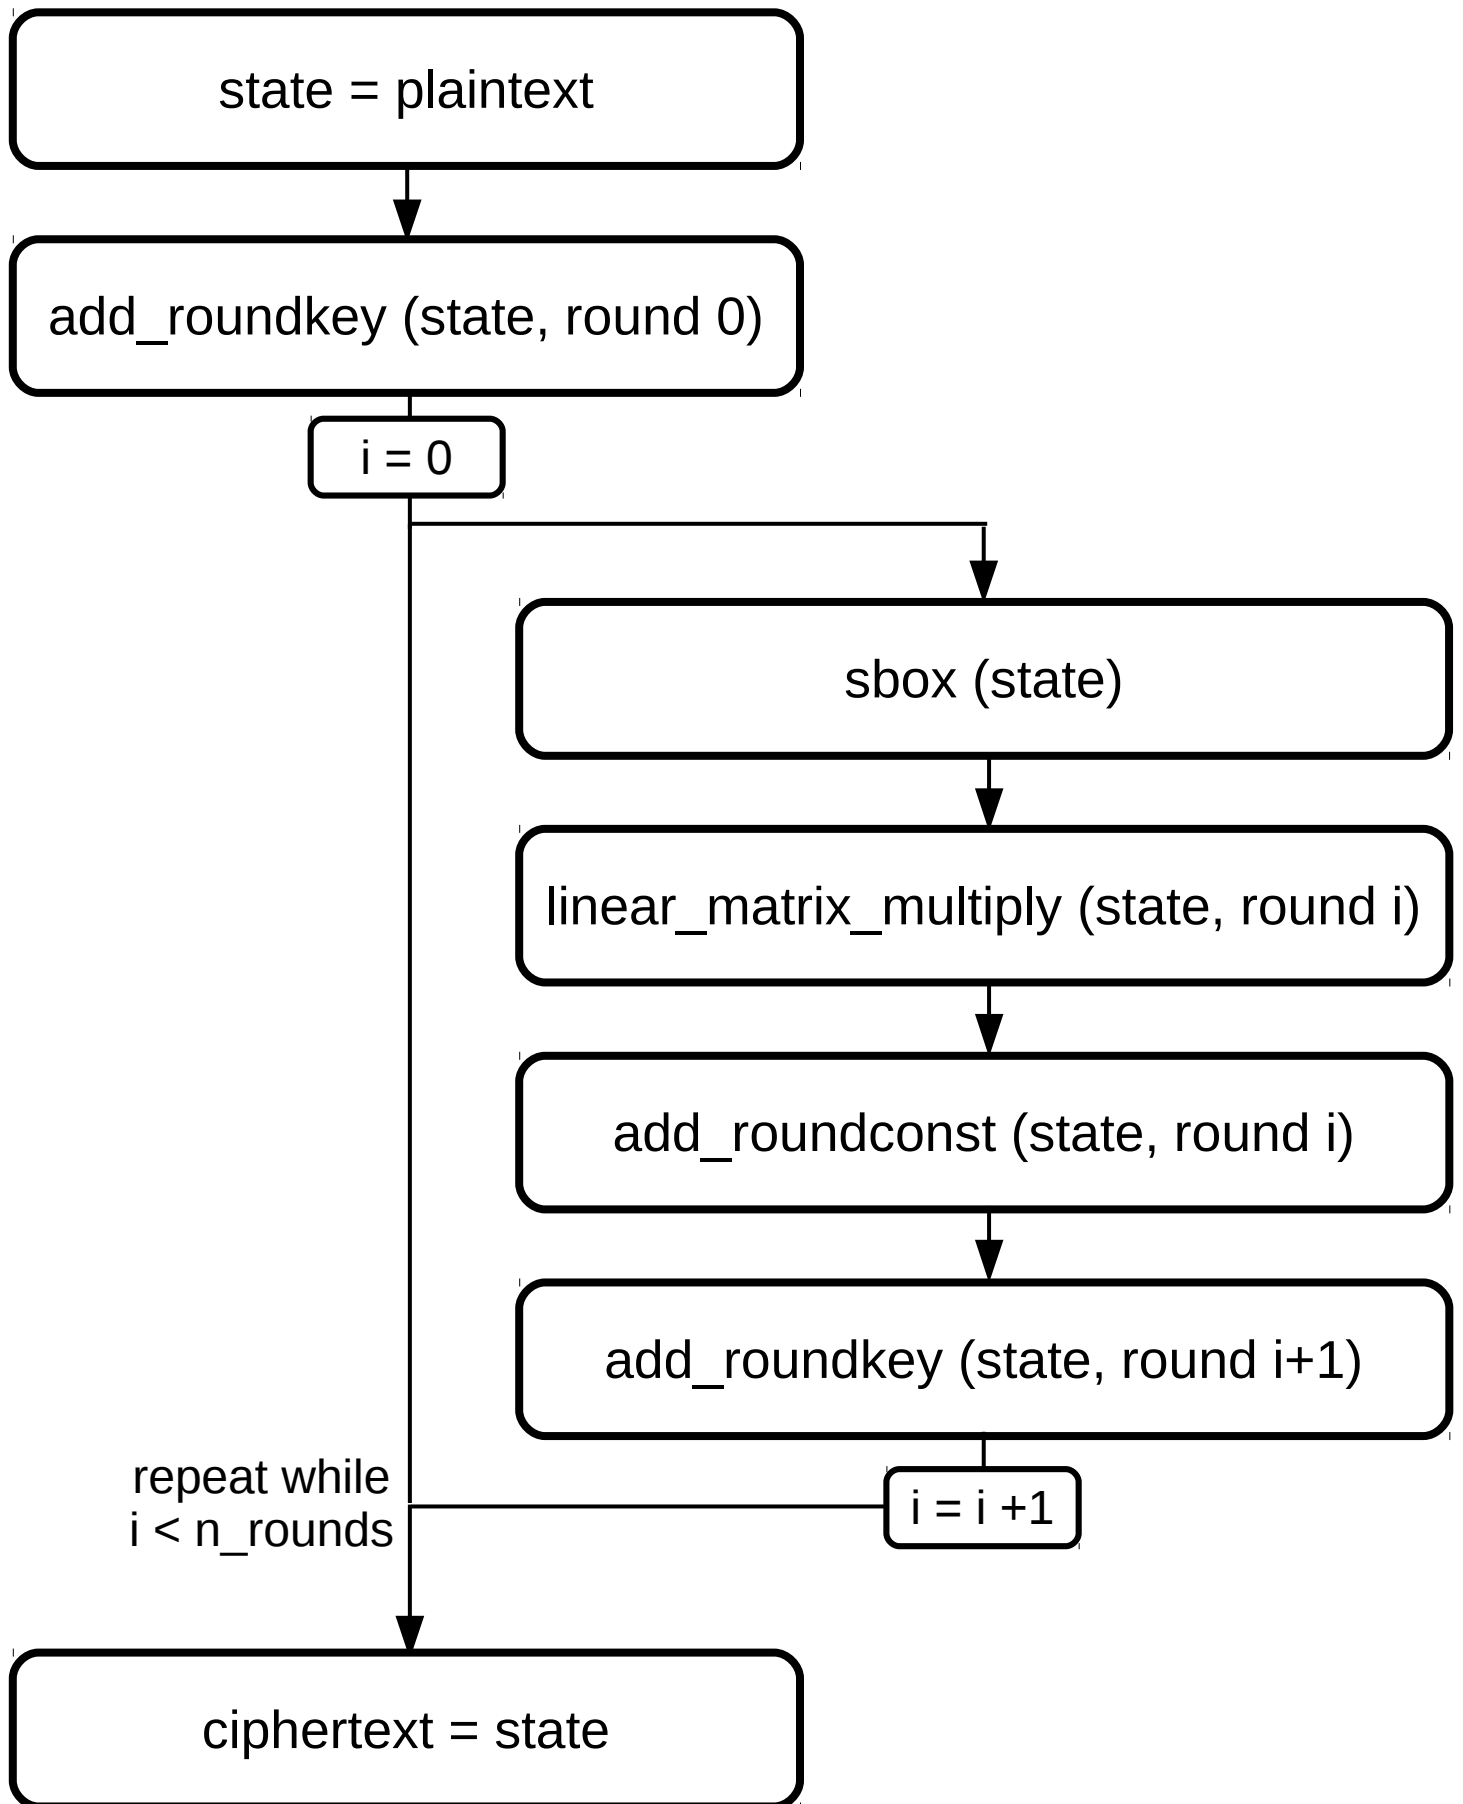 state = plaintext
add_roundkey (state, round 0)
i = 0
sbox (state)
linear_matrix_multiply (state, round i)
add_roundconst (state, round i)
add_roundkey (state, round i+1)
i = i +1
repeat while
i < n_rounds
ciphertext = state